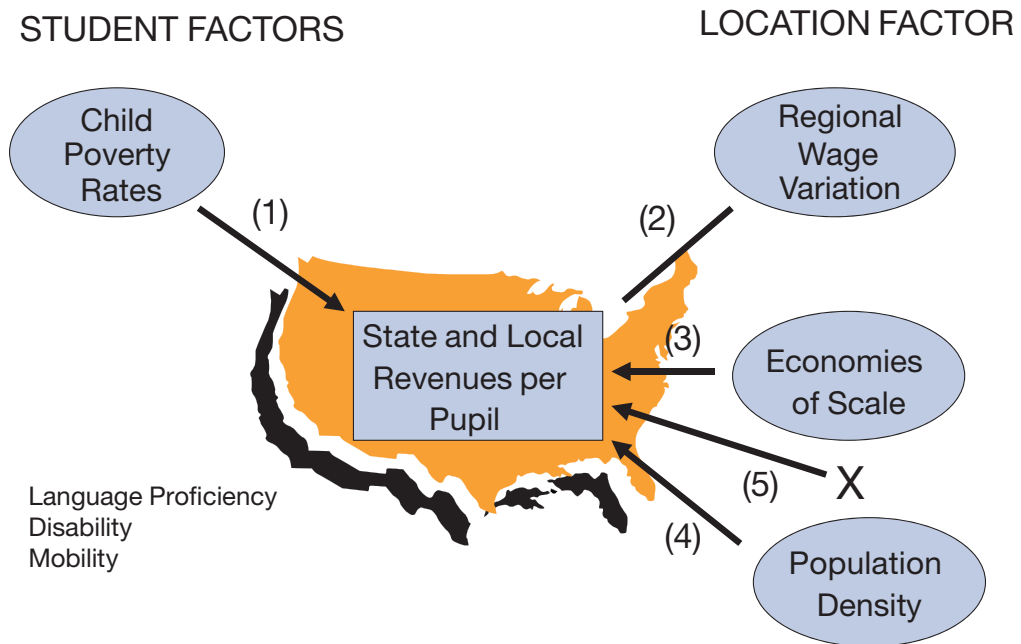 STUDENT FACTORS
LOCATION FACTOR
Child
Poverty
Rates
Regional
Wage
Variation
(1)
(2)
State and Local
Revenues per
Pupil
(3)
Economies
of Scale
(5)
X
(4)
Language Proficiency
Disability
Mobility
Population
Density